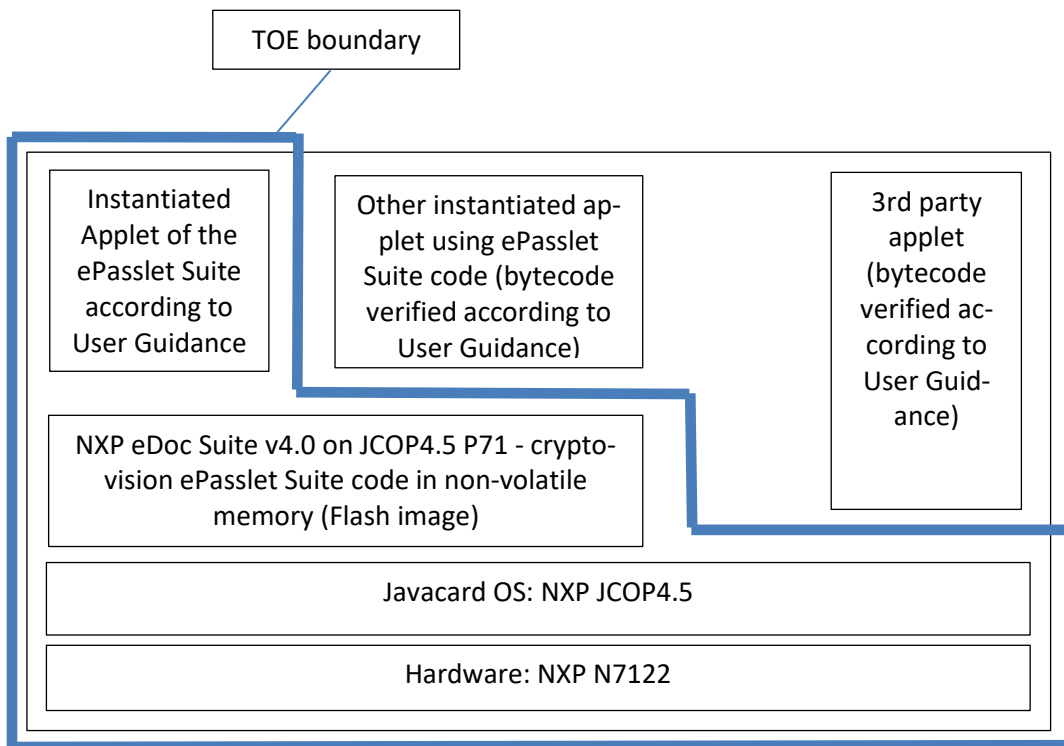 TOE boundary
Instantiated
Applet of the
ePasslet Suite
according to
User Guidance
Other instantiated ap-
plet using ePasslet
Suite code (bytecode
verified according to
User Guidance)
3rd party
applet
(bytecode
verified ac-
cording to
User Guid-
ance)
NXP eDoc Suite v4.0 on JCOP4.5 P71 - crypto-
vision ePasslet Suite code in non-volatile
memory (Flash image)
Javacard OS: NXP JCOP4.5
Hardware: NXP N7122